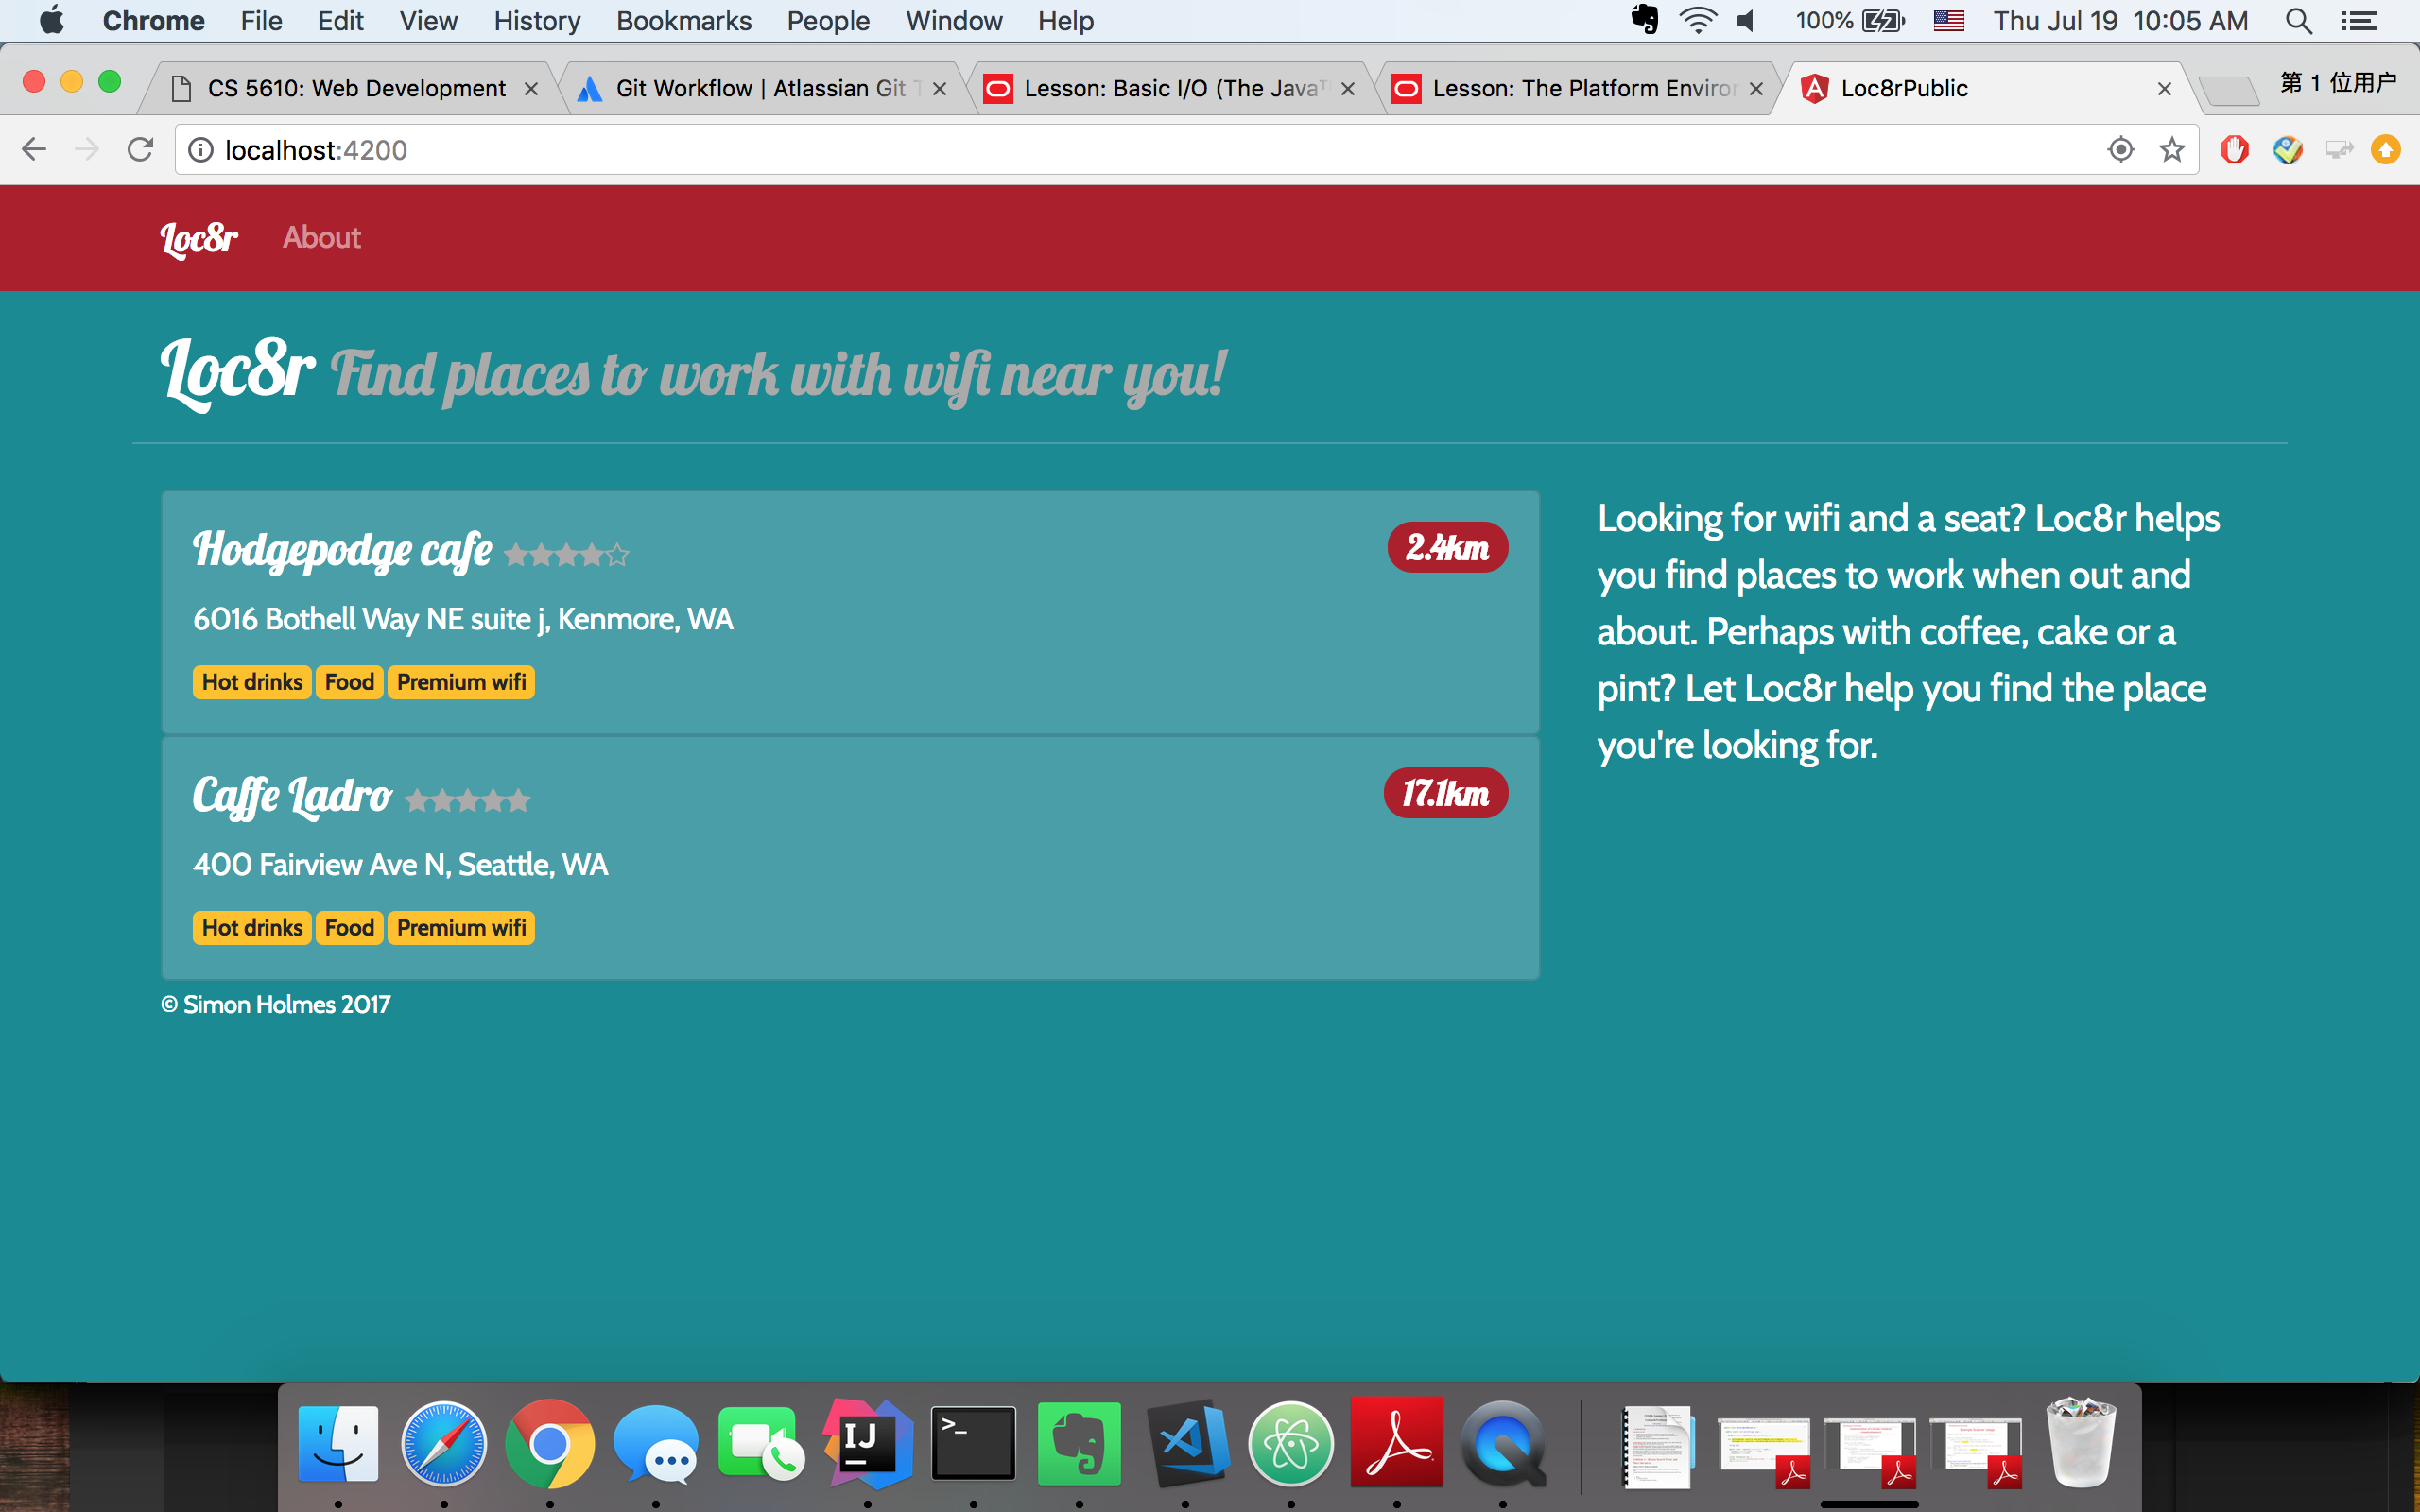 Chrome File Edit View History Bookmarks People Window Help 100% Thu Jul 19 10:05 AM
CS 5610: Web Development Git Workflow | Atlassian Git T Lesson: Basic I/O (The Java™ Lesson: The Platform Enviror Loc8rPublic 第 1 位用户
localhost:4200
Loc8r About
Loc8r Find places to work with wifi near you!
Hodgepodge cafe 2.4km
6016 Bothell Way NE suite j, Kenmore, WA
Hot drinks Food Premium wifi
Caffe Ladro 17.1km
400 Fairview Ave N, Seattle, WA
Hot drinks Food Premium wifi
© Simon Holmes 2017
Looking for wifi and a seat? Loc8r helps
you find places to work when out and
about. Perhaps with coffee, cake or a
pint? Let Loc8r help you find the place
you're looking for.
IJ
>_